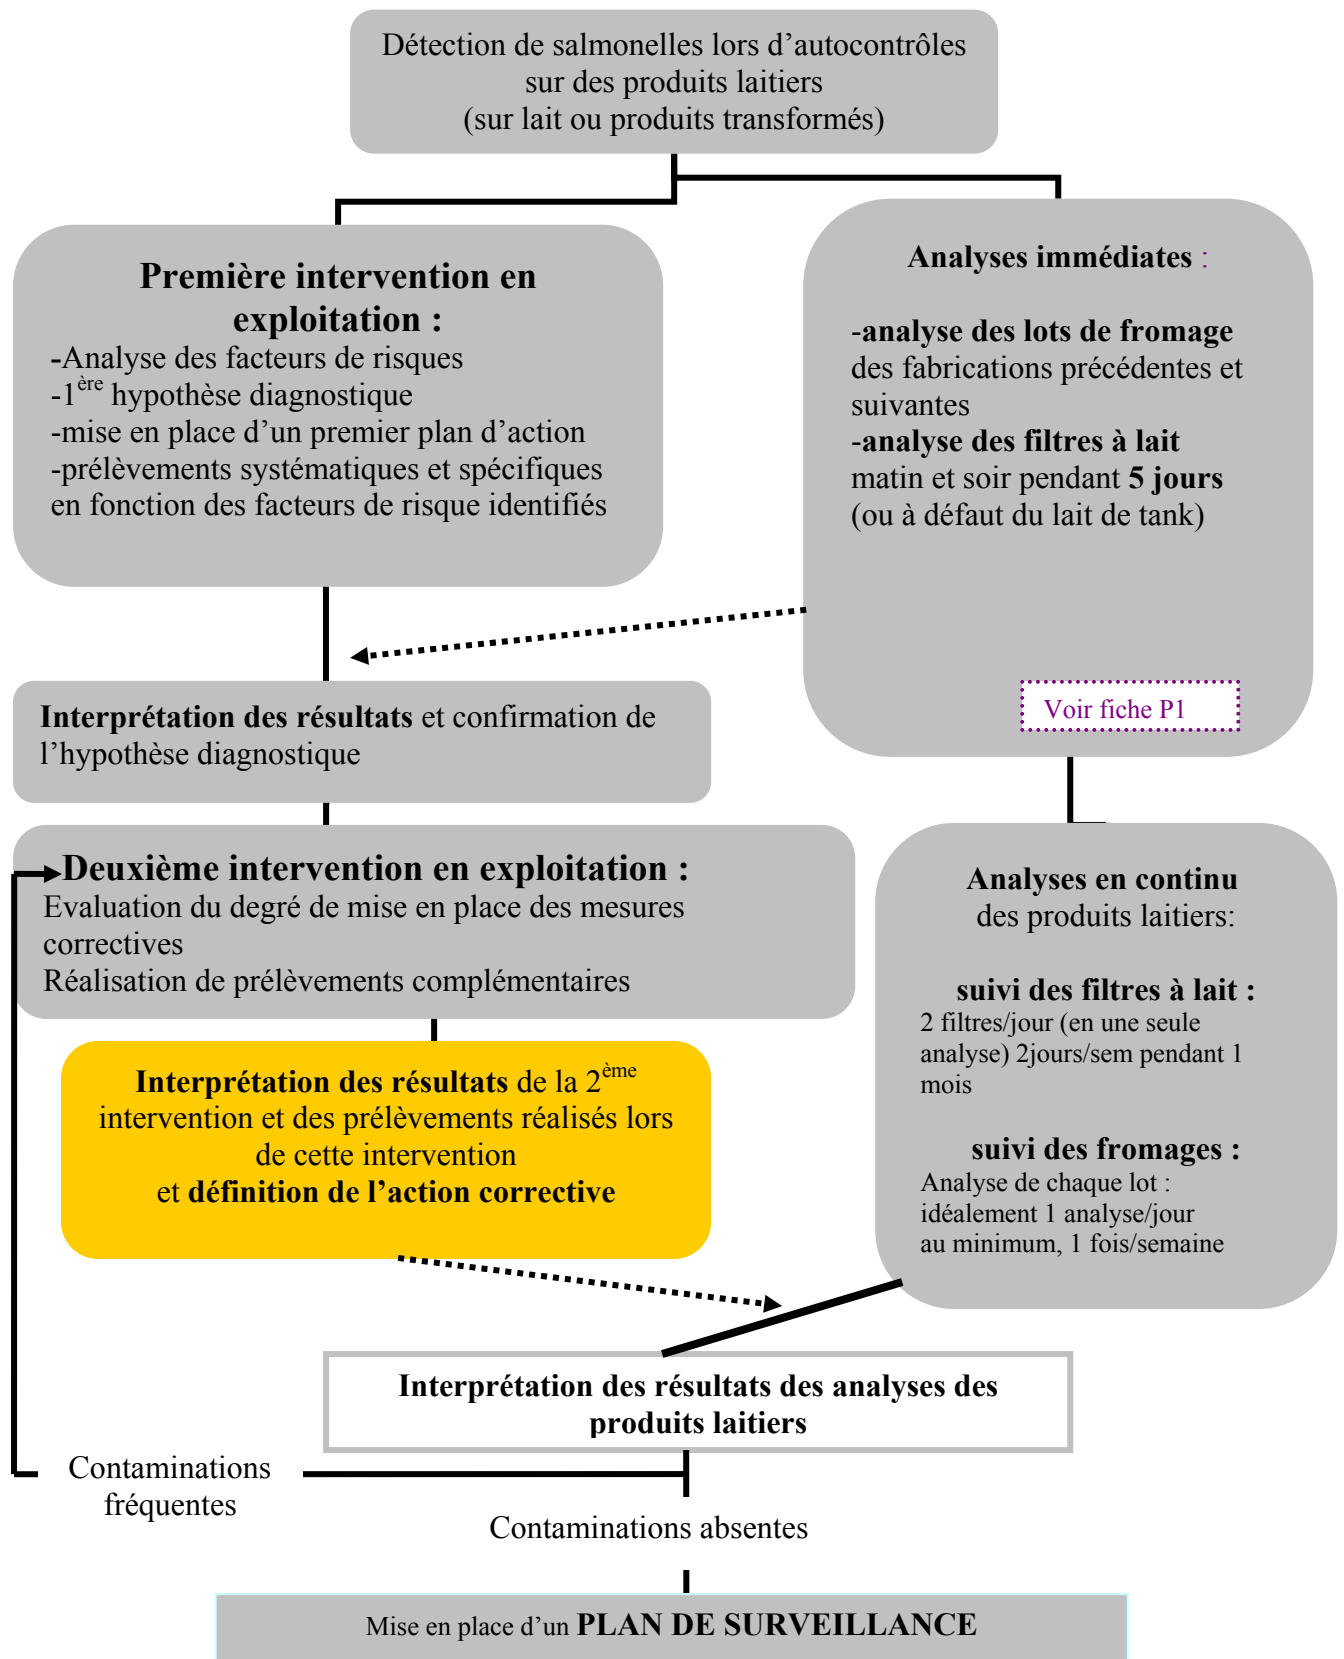 Détection de salmonelles lors d’autocontrôles
sur des produits laitiers
(sur lait ou produits transformés)
Première intervention en
exploitation :
-Analyse des facteurs de risques
-1ère hypothèse diagnostique
-mise en place d’un premier plan d’action
-prélèvements systématiques et spécifiques
en fonction des facteurs de risque identifiés
Analyses immédiates :
-analyse des lots de fromage
des fabrications précédentes et
suivantes
-analyse des filtres à lait
matin et soir pendant 5 jours
(ou à défaut du lait de tank)
Voir fiche P1
Interprétation des résultats et confirmation de
l’hypothèse diagnostique
Deuxième intervention en exploitation :
Evaluation du degré de mise en place des mesures
correctives
Réalisation de prélèvements complémentaires
Analyses en continu
des produits laitiers:
suivi des filtres à lait :
2 filtres/jour (en une seule
analyse) 2jours/sem pendant 1
mois
suivi des fromages :
Analyse de chaque lot :
idéalement 1 analyse/jour
au minimum, 1 fois/semaine
Interprétation des résultats de la 2ème
intervention et des prélèvements réalisés lors
de cette intervention
et définition de l’action corrective
Interprétation des résultats des analyses des
produits laitiers
Contaminations
fréquentes
Contaminations absentes
Mise en place d’un PLAN DE SURVEILLANCE